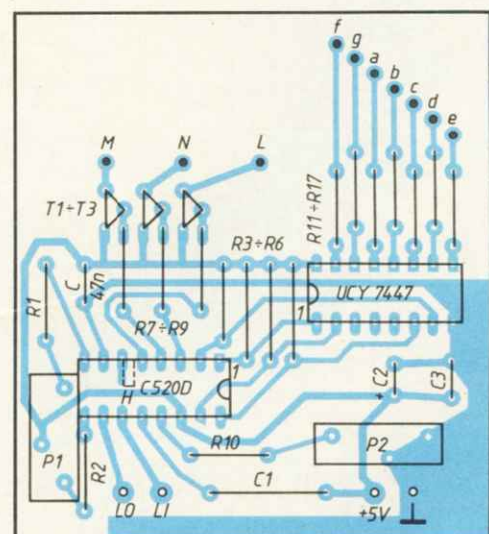 f
g
a
b
c
d
e
M N L
T1÷T3
R11÷R17
R3÷R6
C
47n
UCY 7447
R1
1
R7÷R9
1
H
C520D
C2
C3
+
R10
P1
R2
P2
C1
LO LI +5V